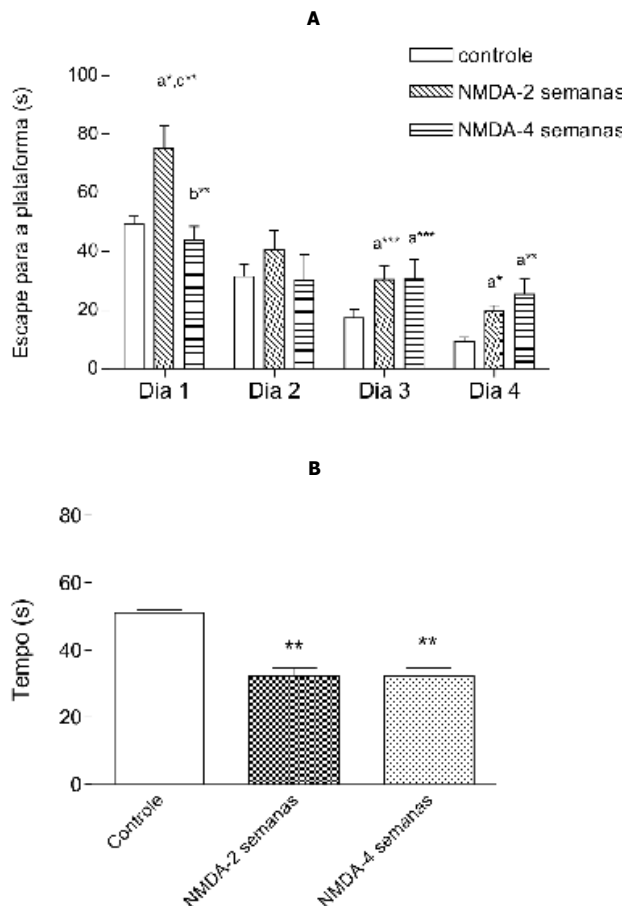 A
controle
NMDA-2 semanas
NMDA-4 semanas
Escape para a plataforma (s)
100
80
60
40
20
0
a*,c**
b**
a***
a***
a*
a**
Dia 1
Dia 2
Dia 3
Dia 4
B
Tempo (s)
80
60
40
20
0
**
**
Controle
NMDA-2 semanas
NMDA-4 semanas